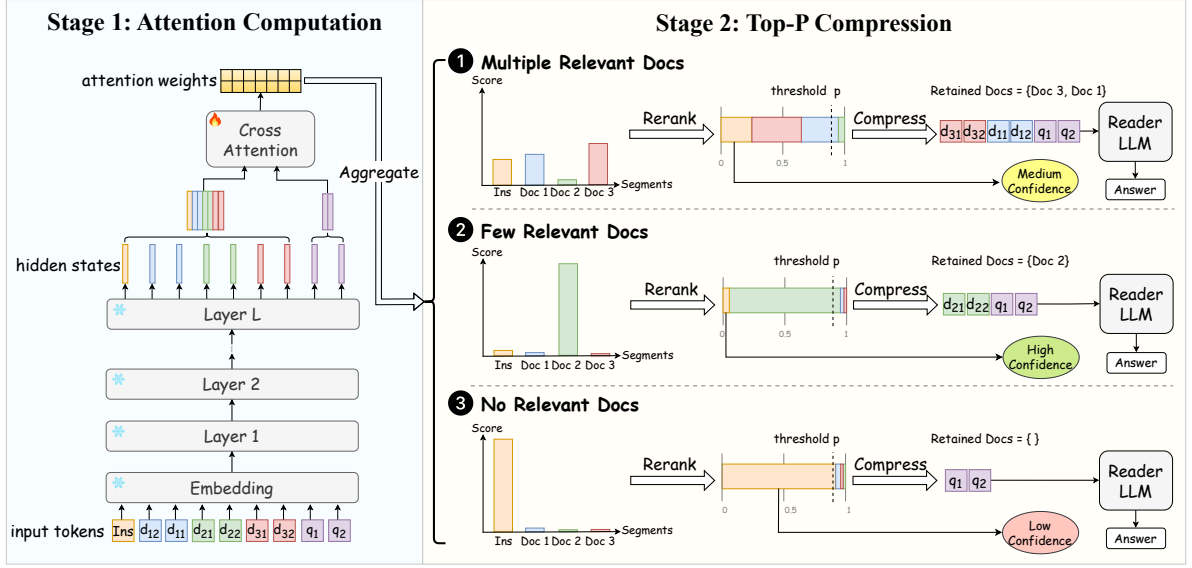 Stage 1: Attention Computation
attention weights
Cross
Attention
Aggregate
hidden states
Layer L
Layer 2
Layer 1
Embedding
input tokens
Ins d12 d11 d21 d22 d31 d32 q1 q2
Stage 2: Top-P Compression
1 Multiple Relevant Docs
Score
Ins Doc 1 Doc 2 Doc 3
Segments
Rerank
threshold p
0 0.5 1
Compress
Retained Docs = {Doc 3, Doc 1}
d31 d32 d11 d12 q1 q2
Medium
Confidence
Reader
LLM
Answer
2 Few Relevant Docs
Score
Ins Doc 1 Doc 2 Doc 3
Segments
Rerank
threshold p
0 0.5 1
Compress
Retained Docs = {Doc 2}
d21 d22 q1 q2
High
Confidence
Reader
LLM
Answer
3 No Relevant Docs
Score
Ins Doc 1 Doc 2 Doc 3
Segments
Rerank
threshold p
0 0.5 1
Compress
Retained Docs = { }
q1 q2
Low
Confidence
Reader
LLM
Answer